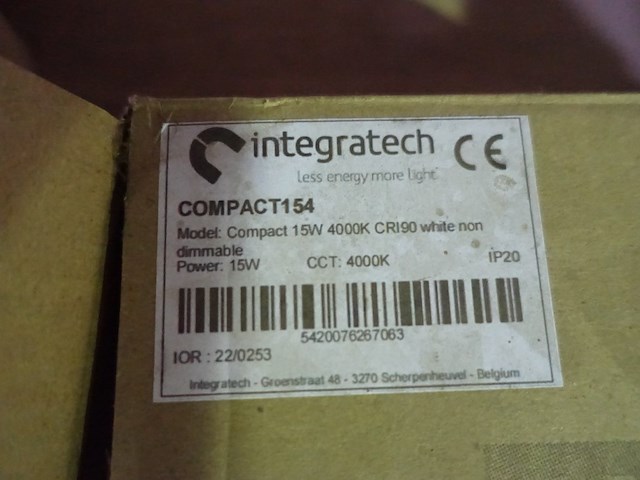 integratech CE
Less energy more light
COMPACT154
Model: Compact 15W 4000K CRI90 white non
dimmable
Power: 15W CCT: 4000K IP20
5420076267063
IOR : 22/0253
Integratech - Groenstraat 48 - 3270 Scherpenheuvel - Belgium